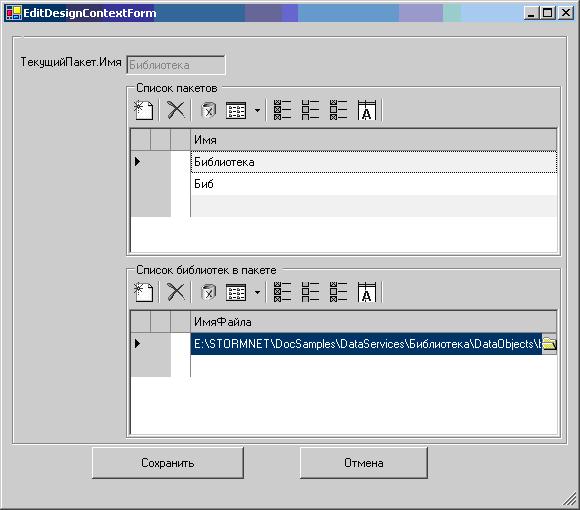 EditDesignContextForm
ТекущийПакет.Имя
Библиотека
Список пакетов
Имя
Библиотека
Биб
Список библиотек в пакете
ИмяФайла
E:\STORMNET\DocSamples\DataServices\Библиотека\DataObjects\
Сохранить
Отмена